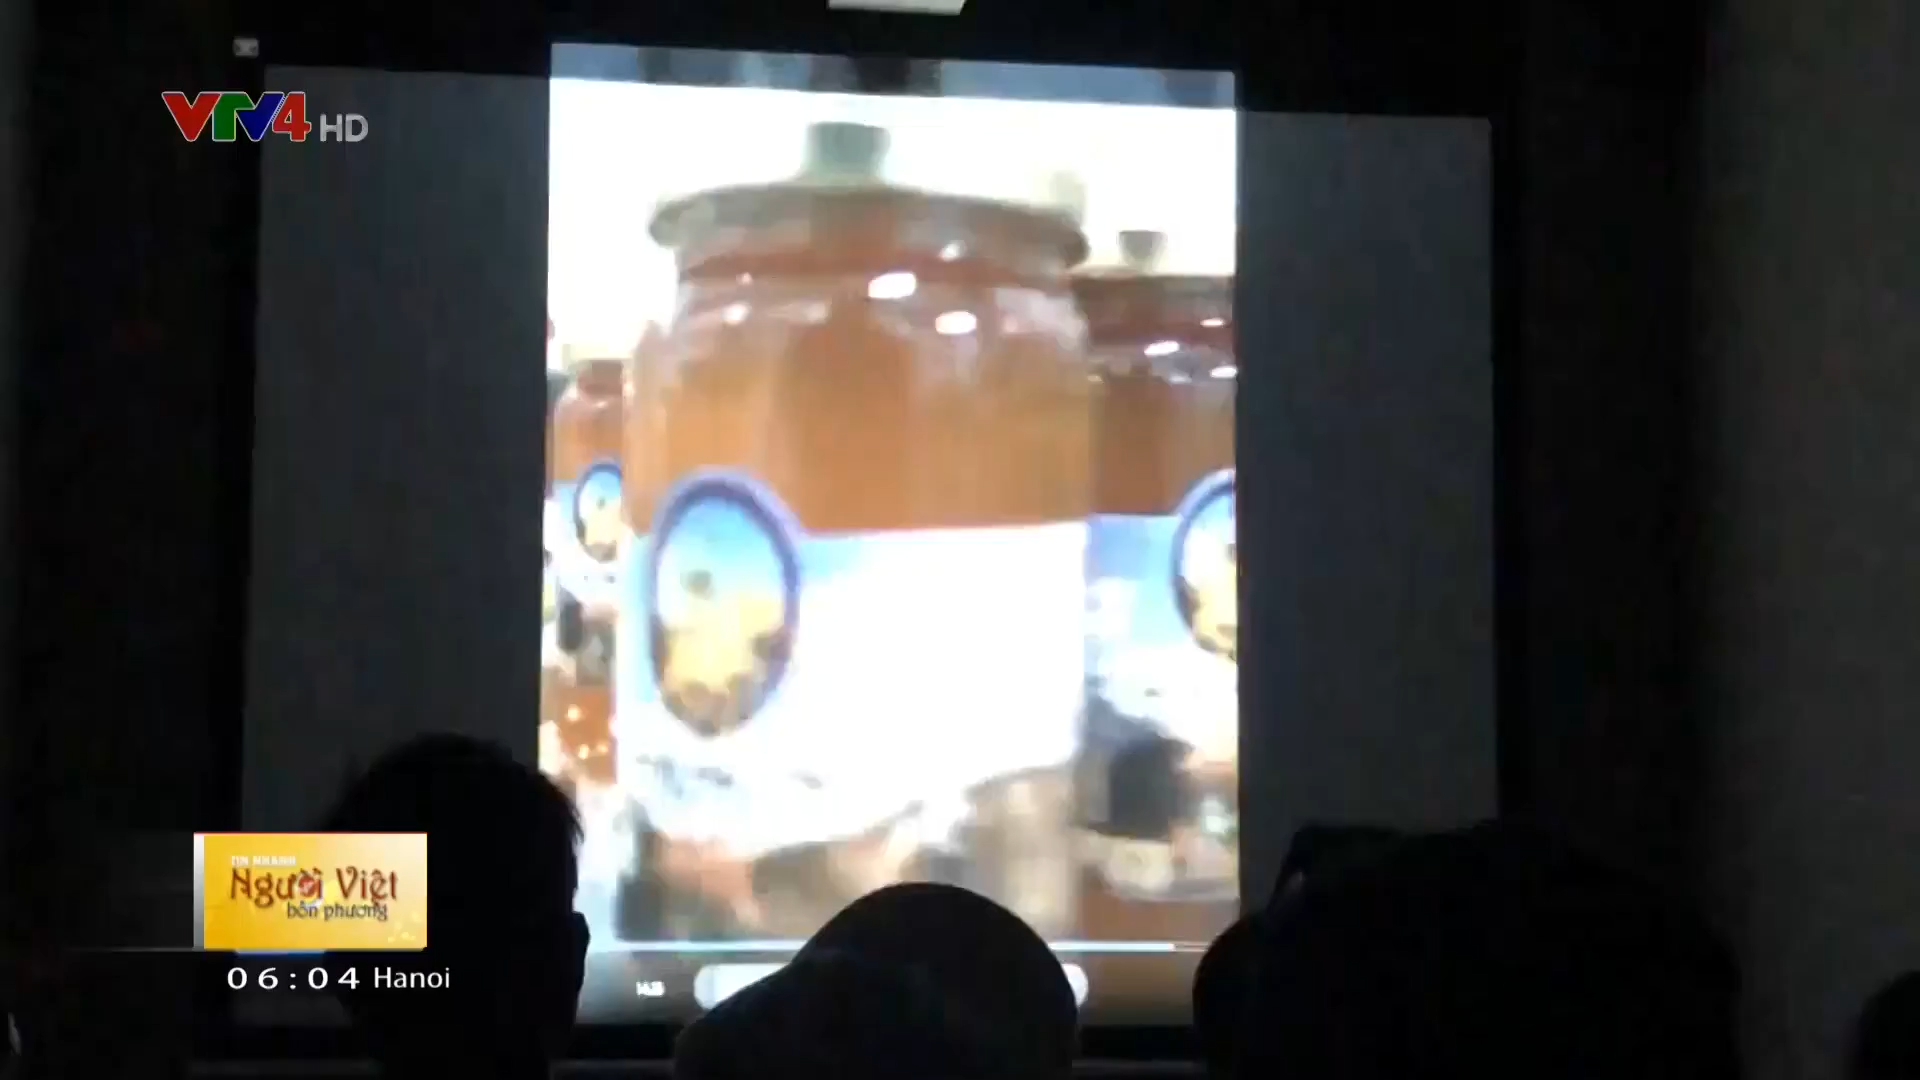 VTV4 HD
TIN NHANH
Người Việt
bốn phương
06:04 Hanoi